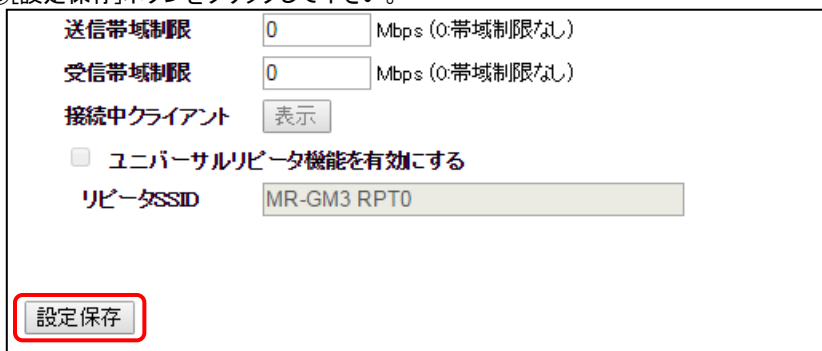 [設定保存]ボタンをクリックして下さい。
送信帯域制限 0 Mbps (0:帯域制限なし)
受信帯域制限 0 Mbps (0:帯域制限なし)
接続中クライアント 表示
ユニバーサルリピータ機能を有効にする
リピータSSID MR-GM3 RPT0
設定保存